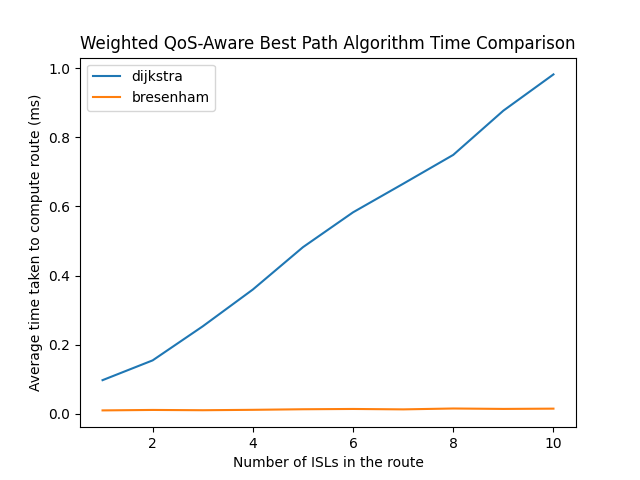 Weighted QoS-Aware Best Path Algorithm Time Comparison
dijkstra
bresenham
Average time taken to compute route (ms)
1.0
0.8
0.6
0.4
0.2
0.0
2 4 6 8 10
Number of ISLs in the route